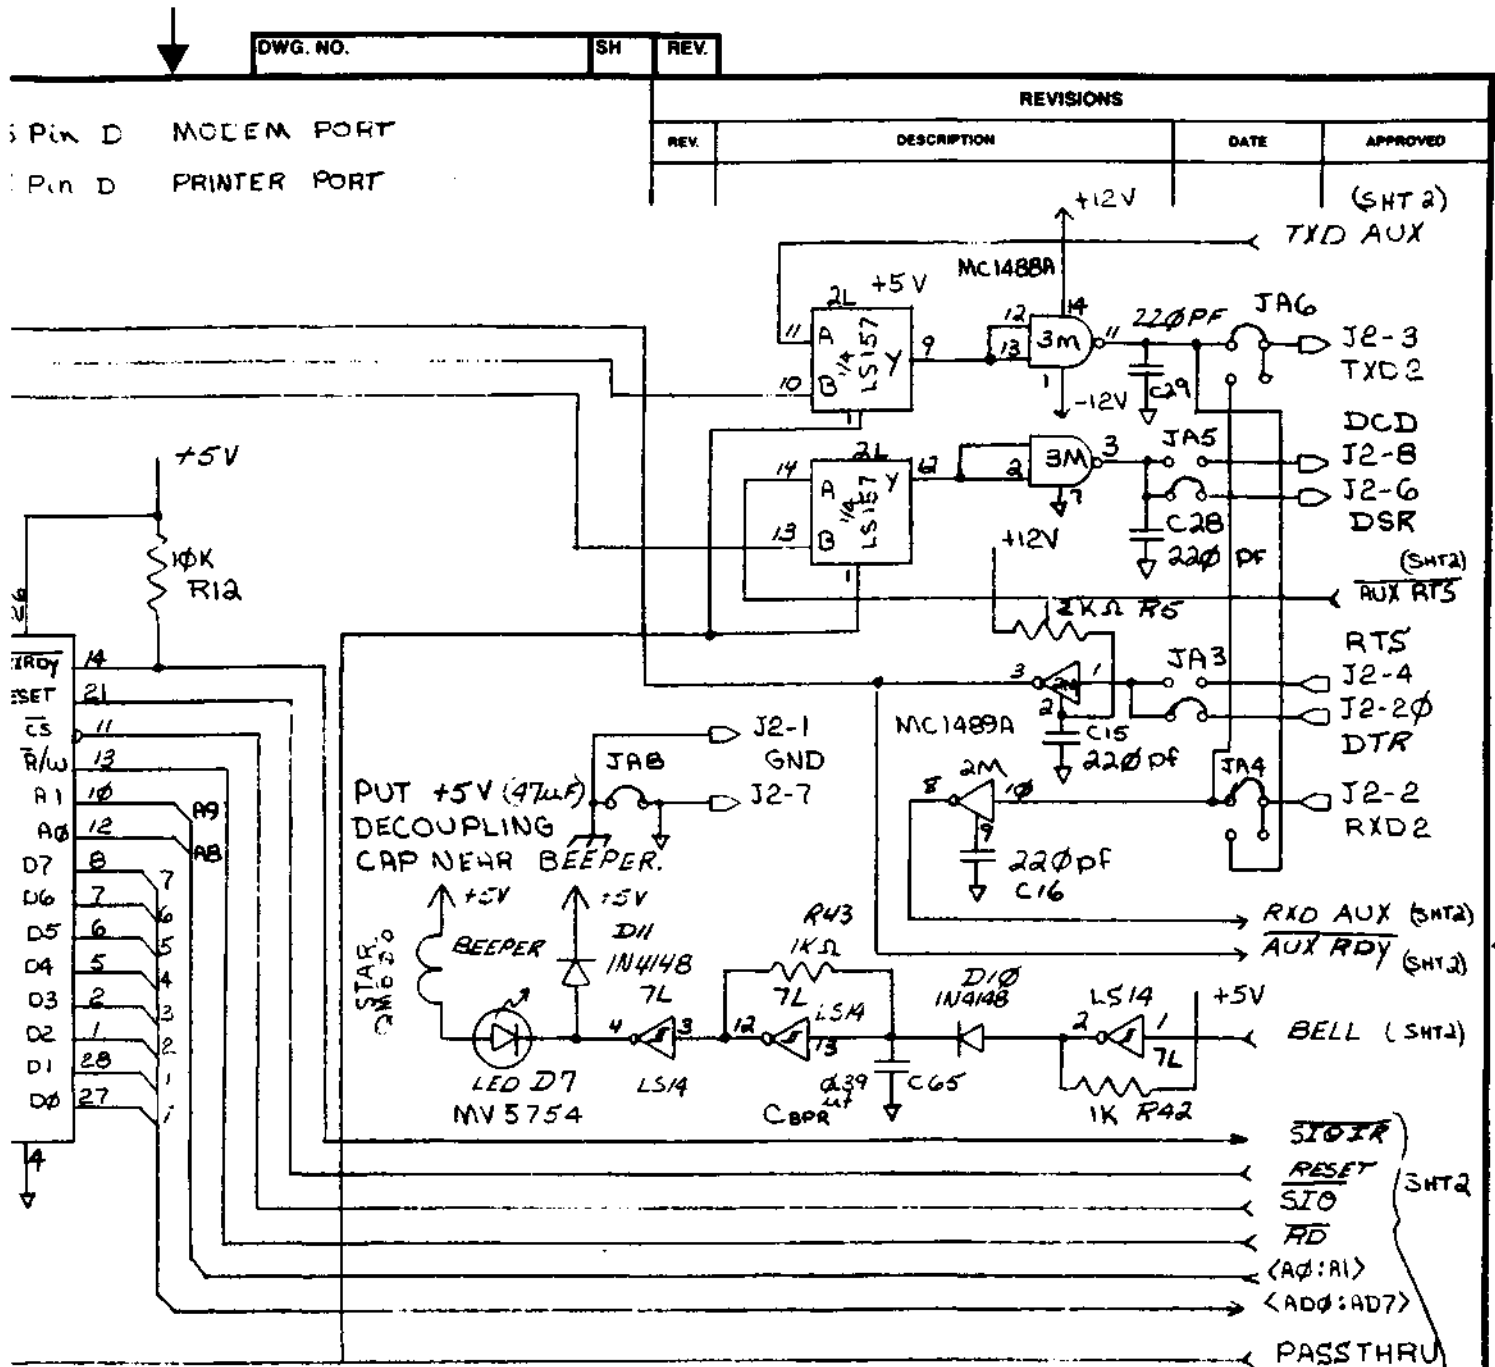 DWG. NO. SH REV.
REVISIONS
REV. DESCRIPTION DATE APPROVED
Pin D MODEM PORT
Pin D PRINTER PORT
+12V
(SHT 2)
TXD AUX
MC1488A
2L +5V
11 A
1/4 LS157
Y 9
10 B
1
12
13
3M
14
11
1
-12V
220PF
C29
JA6
J2-3
TXD2
DCD
JA5
J2-8
J2-6
DSR
2L
14 A
1/4 LS157
Y 12
13 B
1
2
3M
3
7
C28
220 pf
+12V
(SHT2)
AUX RTS
2KΩ R5
RTS
JA3
J2-4
J2-20
DTR
3
1
2
MC1489A
C15
220pf
+5V
10K
R12
14
RESET 21
CS 11
R/W 13
A1 10 A9
A0 12 A8
D7 8 7
D6 7 6
D5 6 5
D4 5 4
D3 2 3
D2 1 2
D1 28 1
D0 27
4
J2-1
GND
JA8
J2-7
PUT +5V (47uF)
DECOUPLING
CAP NEAR BEEPER.
2M
8
10
9
220pf
C16
JA4
J2-2
RXD2
RXD AUX (SHT2)
AUX RDY (SHT2)
+5V
+5V
STAR
QMB20
BEEPER
D11
1N4148
7L
4 3
LS14
LED D7
MV5754
R43
1KΩ
7L
12
LS14
13
.039
uf
C65
CBPR
D10
1N4148
LS14
2 1
7L
+5V
1K R42
BELL (SHT2)
SIOIR
RESET
SIO
SHT2
RD
<A0:A1>
<AD0:AD7>
PASSTHRU